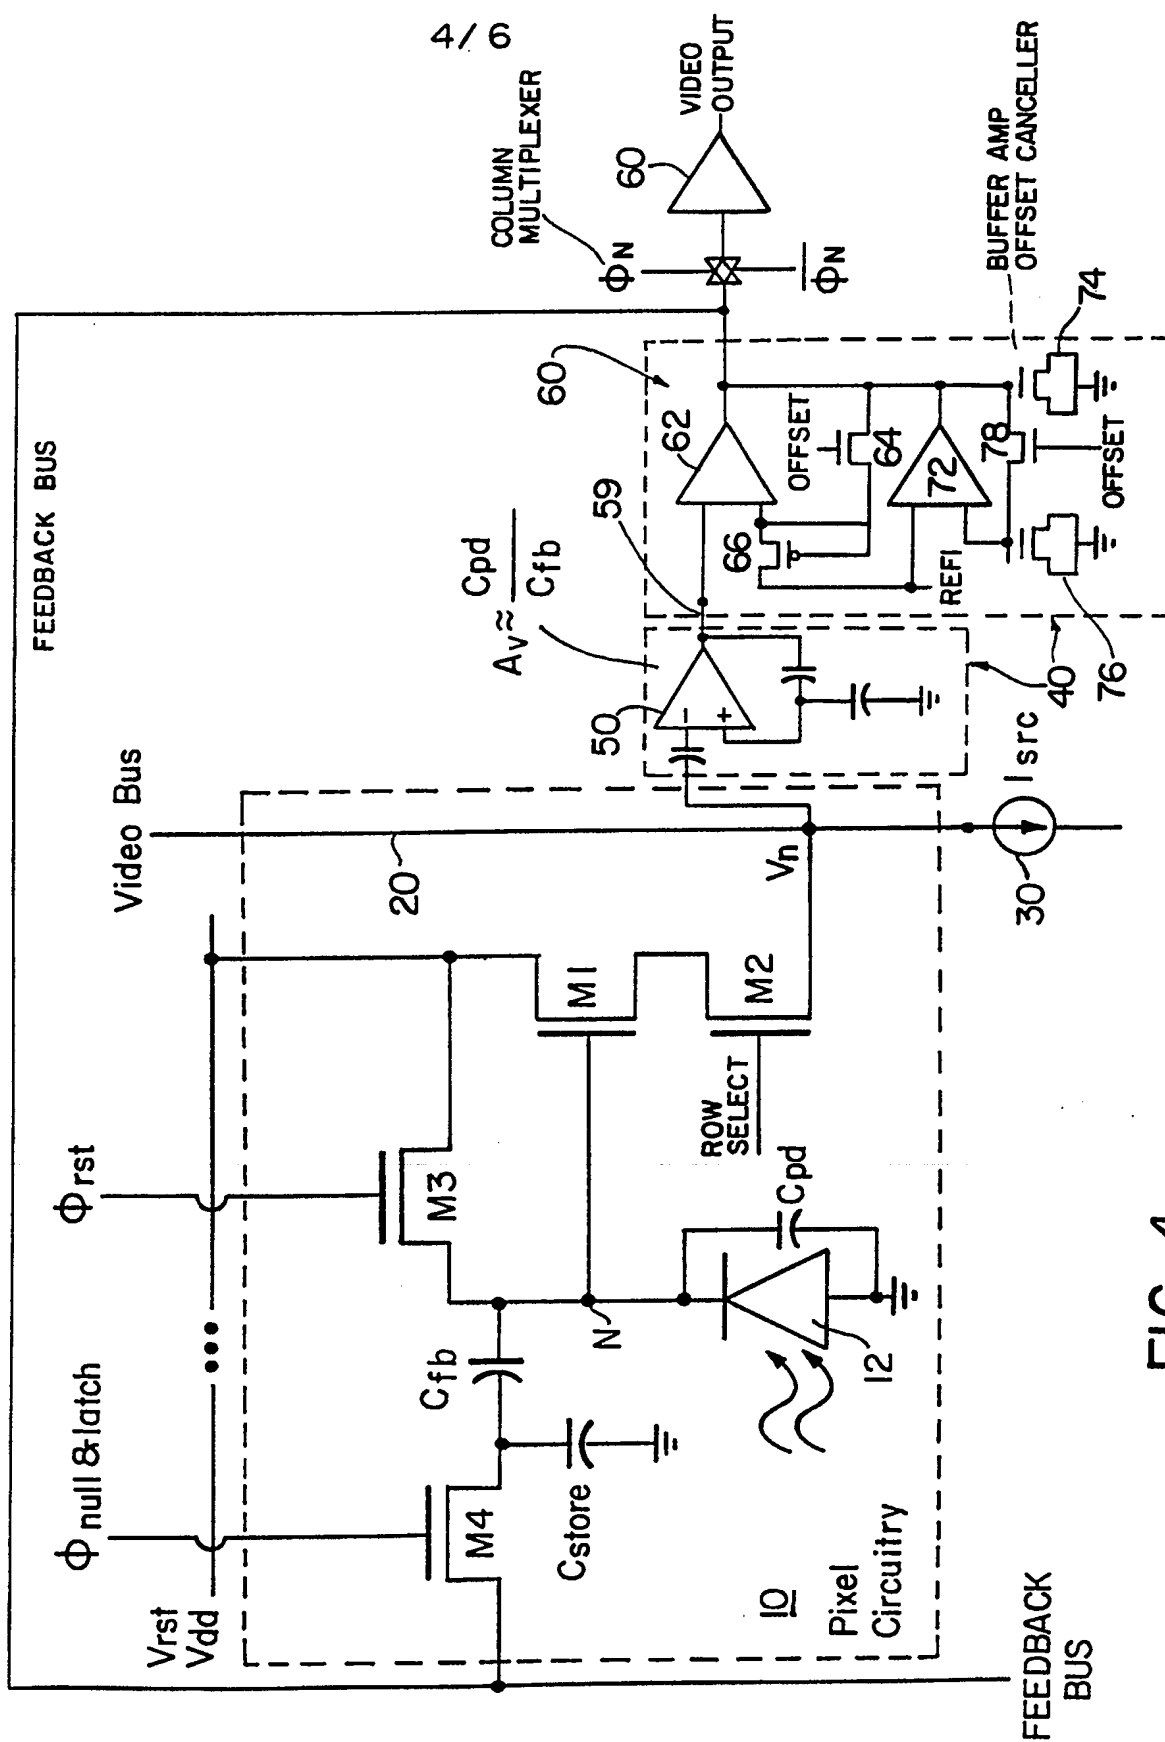 4/6
FEEDBACK BUS
COLUMN
MULTIPLEXER
ΦN
Φ̅N̅
60
VIDEO
OUTPUT
BUFFER AMP
OFFSET CANCELLER
60
62
OFFSET
64
66
72
78
OFFSET
74
76
REF1
59
Av≈ Cpd
Cfb
50
-
+
40
Video Bus
20
Vn
Isrc
30
Φrst
Φnull&latch
Vrst
Vdd
M3
M1
M2
ROW
SELECT
Cpd
N
12
Cfb
M4
Cstore
10
Pixel
Circuitry
FEEDBACK
BUS